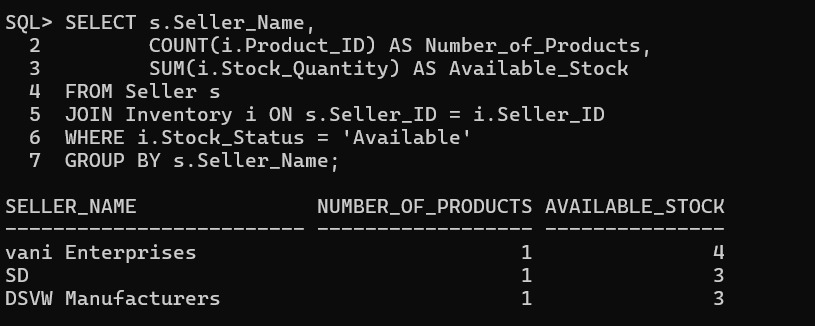 SQL> SELECT s.Seller_Name,
  2         COUNT(i.Product_ID) AS Number_of_Products,
  3         SUM(i.Stock_Quantity) AS Available_Stock
  4  FROM Seller s
  5  JOIN Inventory i ON s.Seller_ID = i.Seller_ID
  6  WHERE i.Stock_Status = 'Available'
  7  GROUP BY s.Seller_Name;

SELLER_NAME               NUMBER_OF_PRODUCTS AVAILABLE_STOCK
------------------------- ------------------ ---------------
vani Enterprises                           1               4
SD                                         1               3
DSVW Manufacturers                         1               3